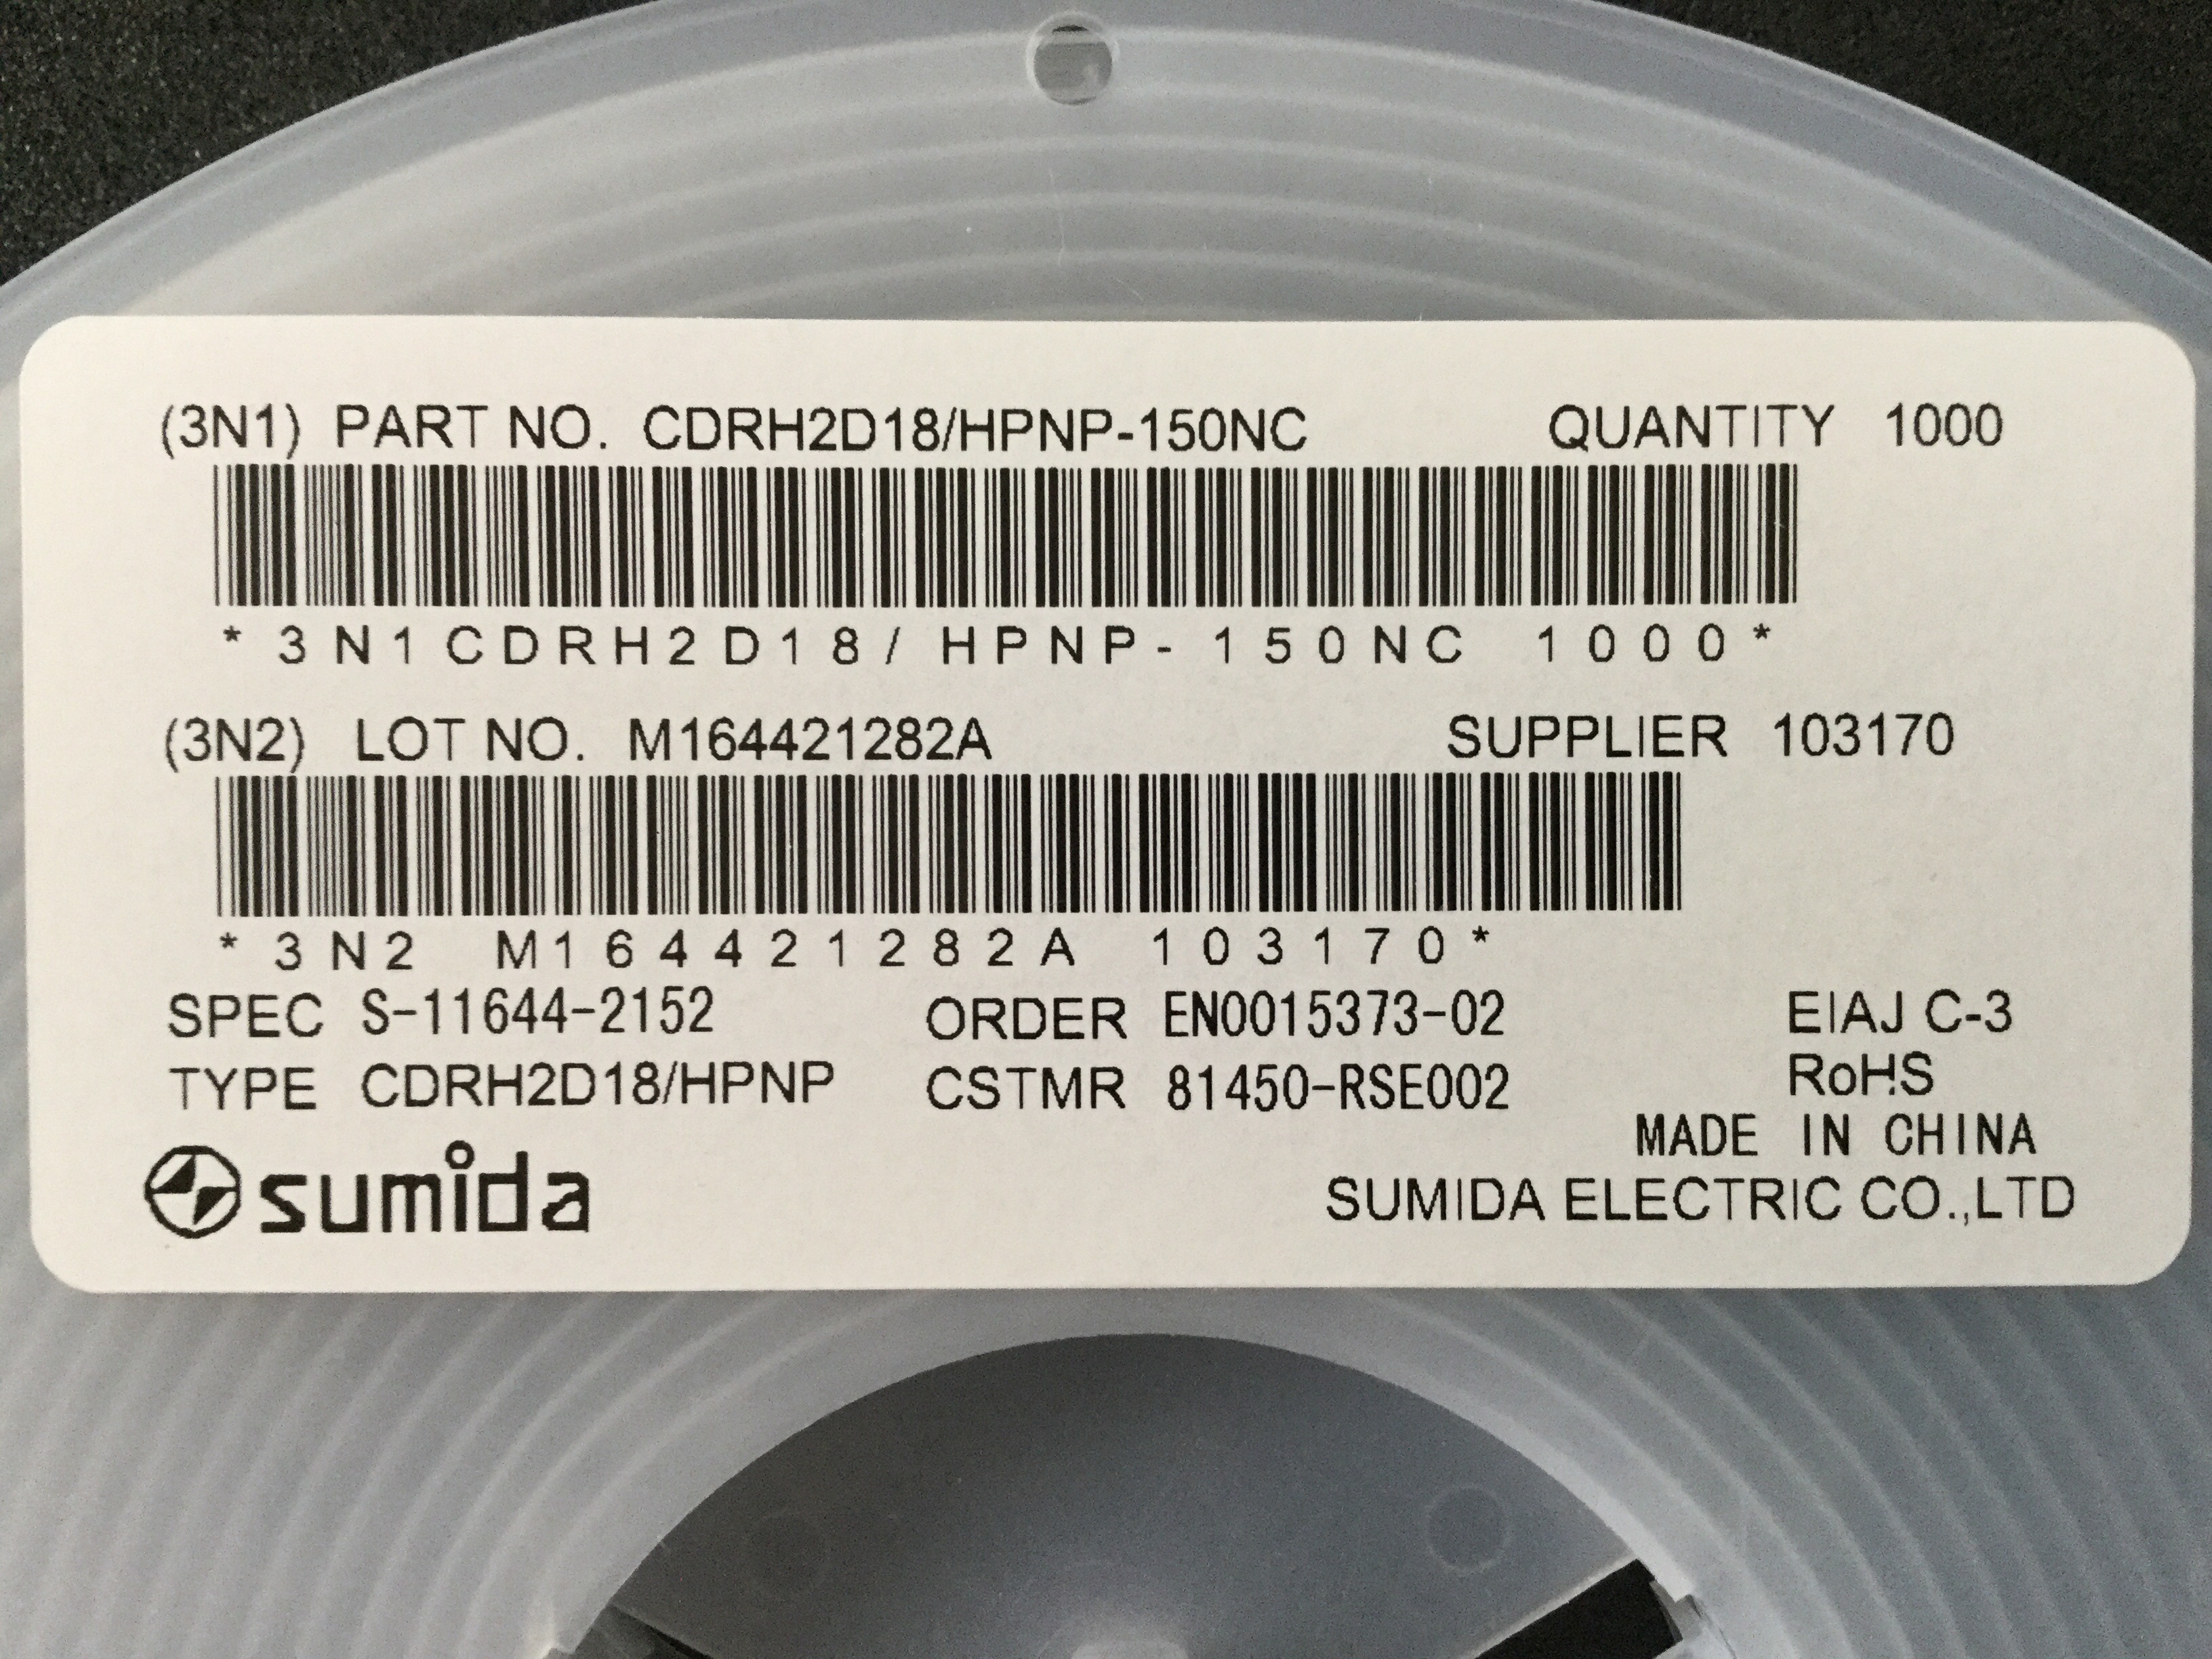 (3N1) PART NO. CDRH2D18/HPNP-150NC QUANTITY 1000
*3N1CDRH2D18/HPNP-150NC 1000*
(3N2) LOT NO. M164421282A SUPPLIER 103170
*3N2 M164421282A 103170*
SPEC S-11644-2152 ORDER EN0015373-02 EIAJ C-3
TYPE CDRH2D18/HPNP CSTMR 81450-RSE002 RoHS
MADE IN CHINA
sumida SUMIDA ELECTRIC CO.,LTD